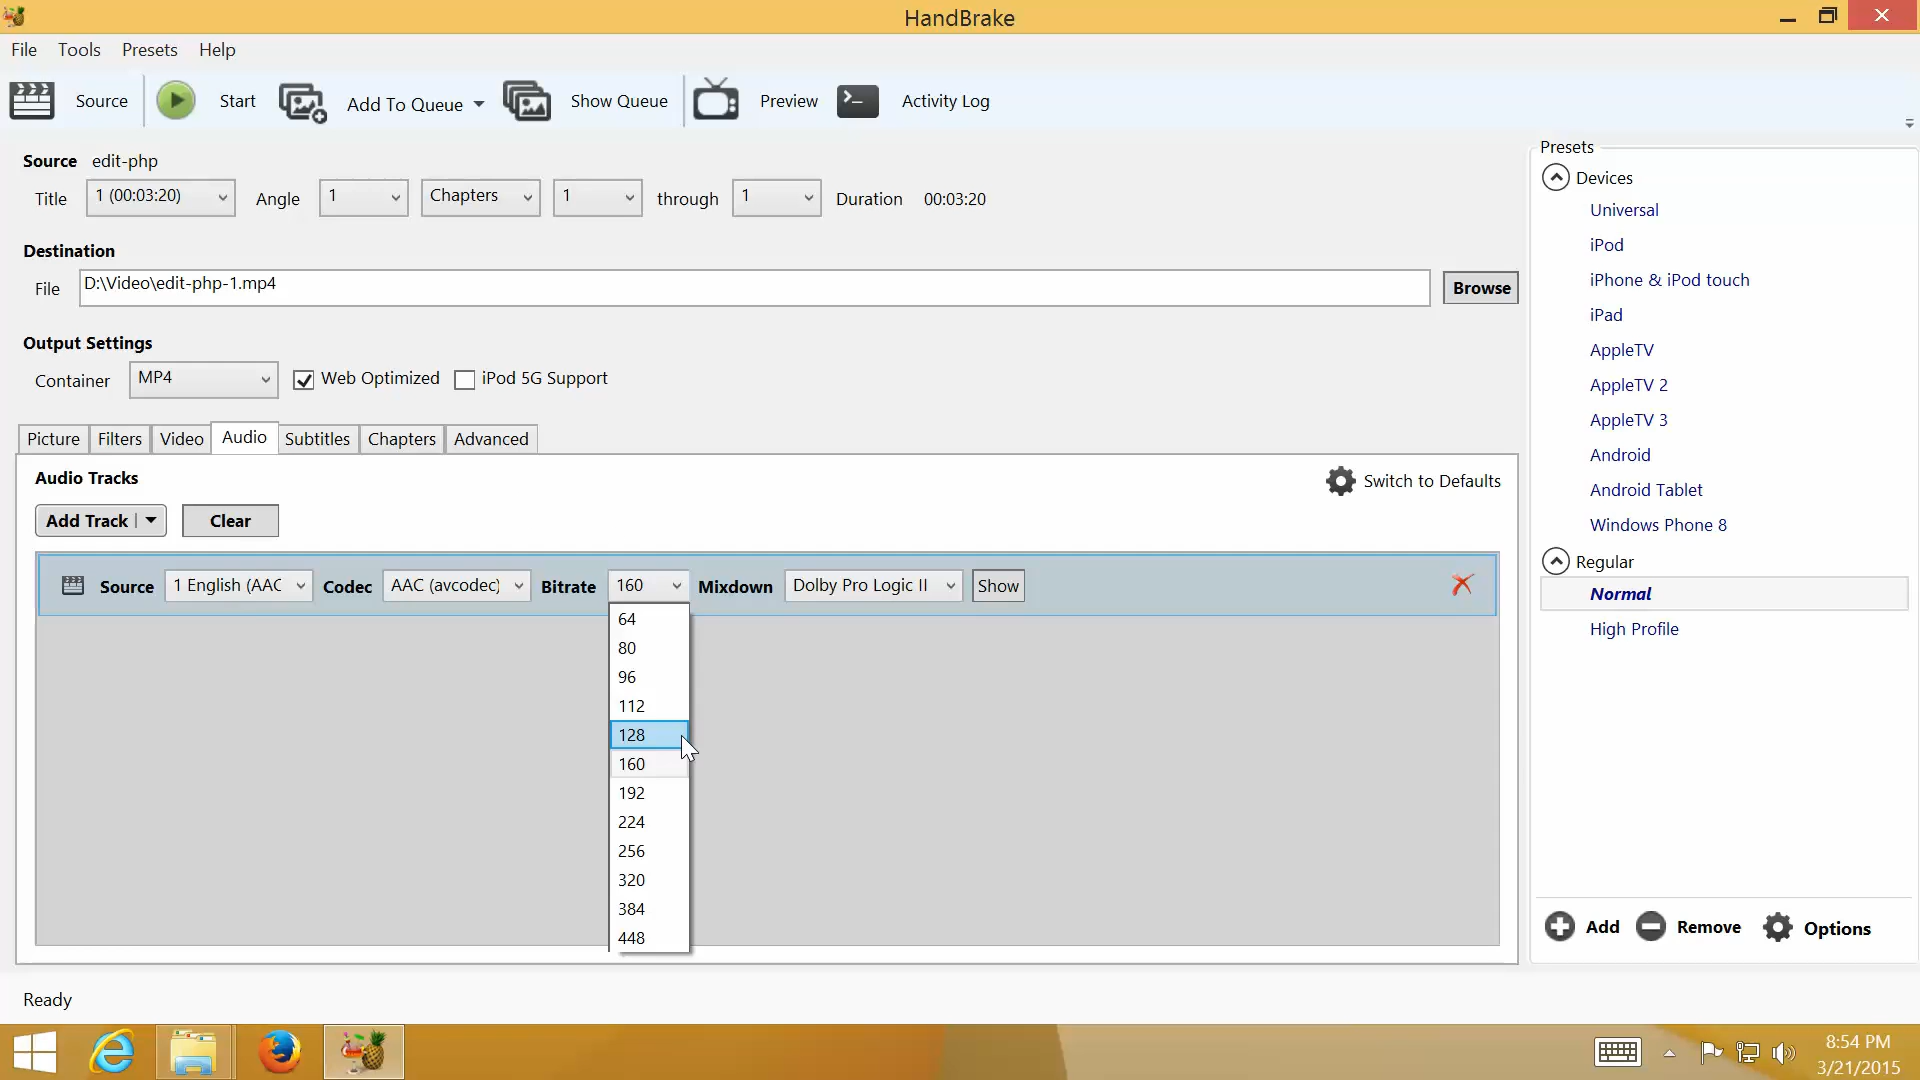 HandBrake
File Tools Presets Help
Source Start Add To Queue Show Queue Preview Activity Log
Source edit-php
Title 1 (00:03:20) Angle 1 Chapters 1 through 1 Duration 00:03:20
Destination
File D:\Video\edit-php-1.mp4 Browse
Output Settings
Container MP4 Web Optimized iPod 5G Support
Picture Filters Video Audio Subtitles Chapters Advanced
Audio Tracks Switch to Defaults
Add Track Clear
Source 1 English (AAC Codec AAC (avcodec) Bitrate 160 Mixdown Dolby Pro Logic II Show
64
80
96
112
128
160
192
224
256
320
384
448
Presets
Devices
Universal
iPod
iPhone & iPod touch
iPad
AppleTV
AppleTV 2
AppleTV 3
Android
Android Tablet
Windows Phone 8
Regular
Normal
High Profile
Add Remove Options
Ready
8:54 PM
3/21/2015